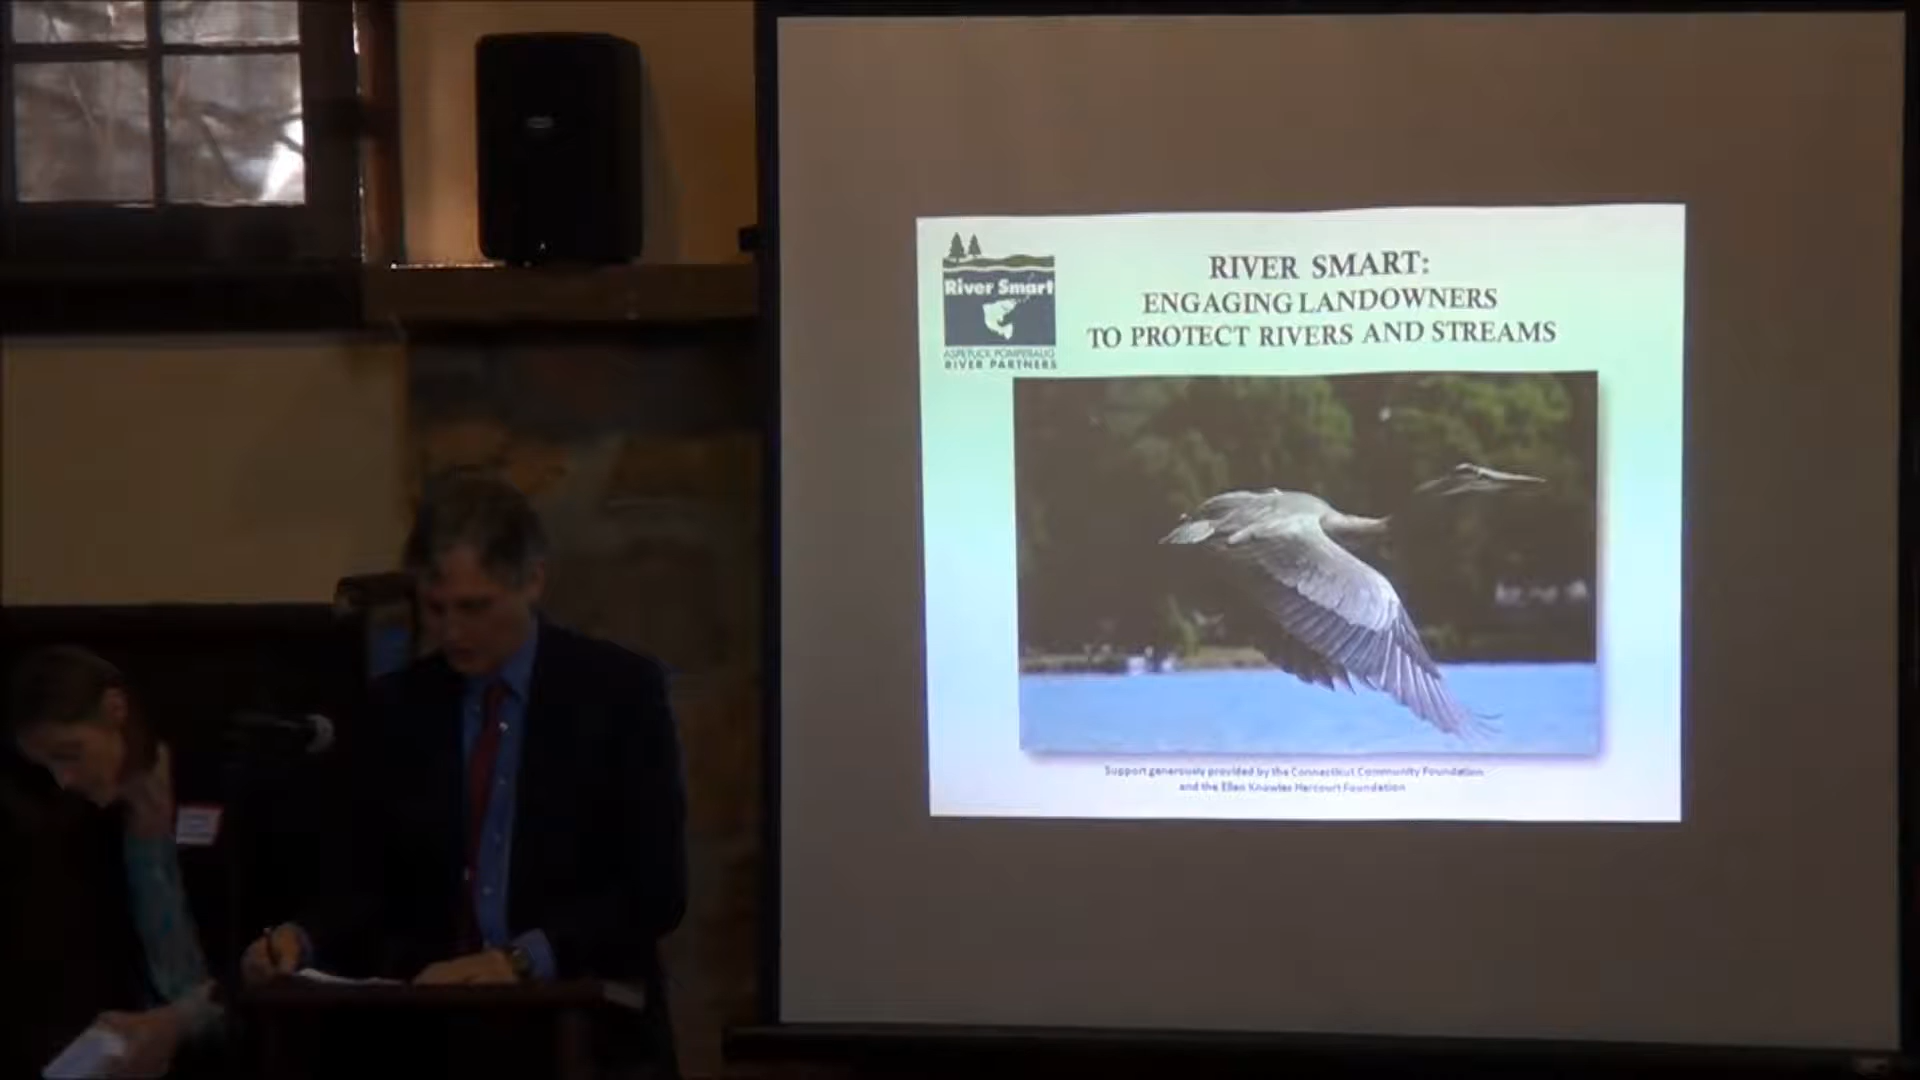 River Smart
ASPETUCK POMPERAUG
RIVER PARTNERS
RIVER SMART:
ENGAGING LANDOWNERS
TO PROTECT RIVERS AND STREAMS
Support generously provided by the Connecticut Community Foundation
and the Ellen Knowles Harcourt Foundation